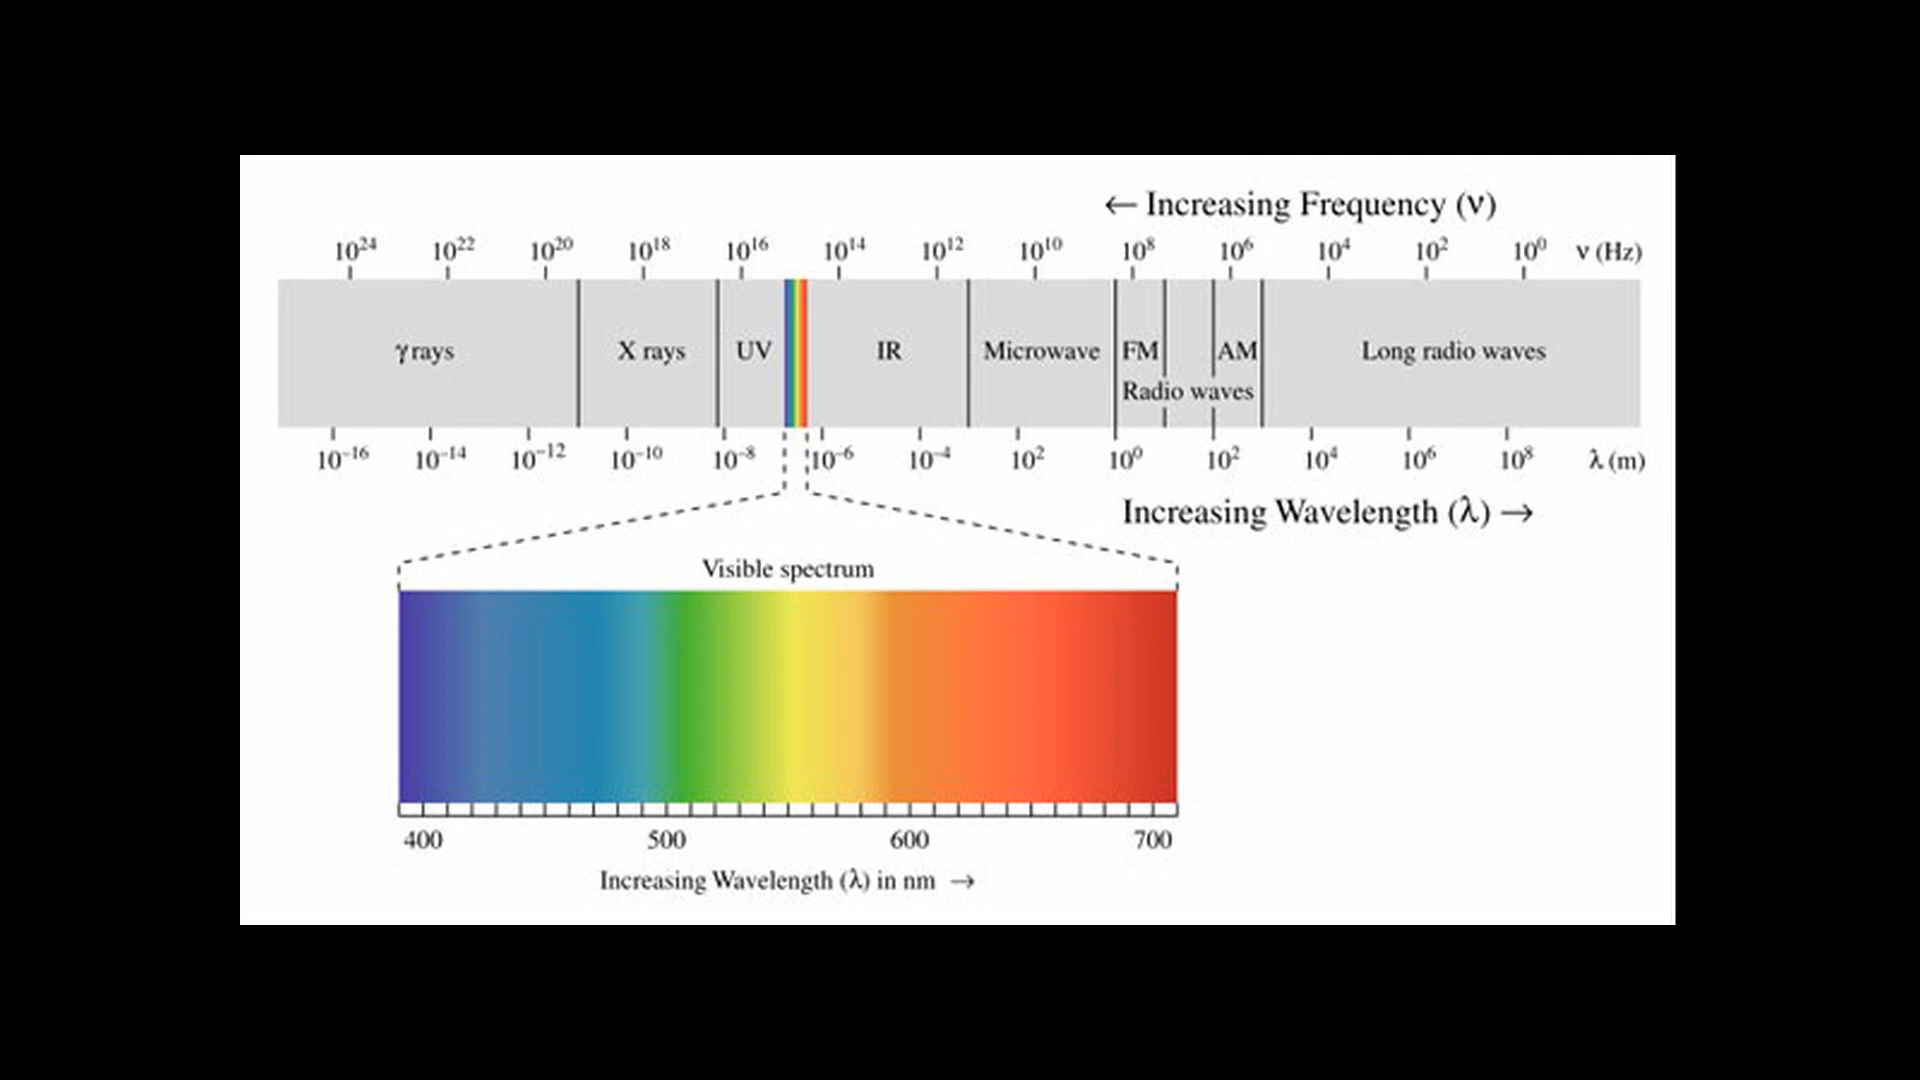 ← Increasing Frequency (ν)
10²⁴ 10²² 10²⁰ 10¹⁸ 10¹⁶ 10¹⁴ 10¹² 10¹⁰ 10⁸ 10⁶ 10⁴ 10² 10⁰ ν (Hz)
γ rays X rays UV IR Microwave FM AM Long radio waves
Radio waves
10⁻¹⁶ 10⁻¹⁴ 10⁻¹² 10⁻¹⁰ 10⁻⁸ 10⁻⁶ 10⁻⁴ 10² 10⁰ 10² 10⁴ 10⁶ 10⁸ λ (m)
Increasing Wavelength (λ) →
Visible spectrum
400 500 600 700
Increasing Wavelength (λ) in nm →